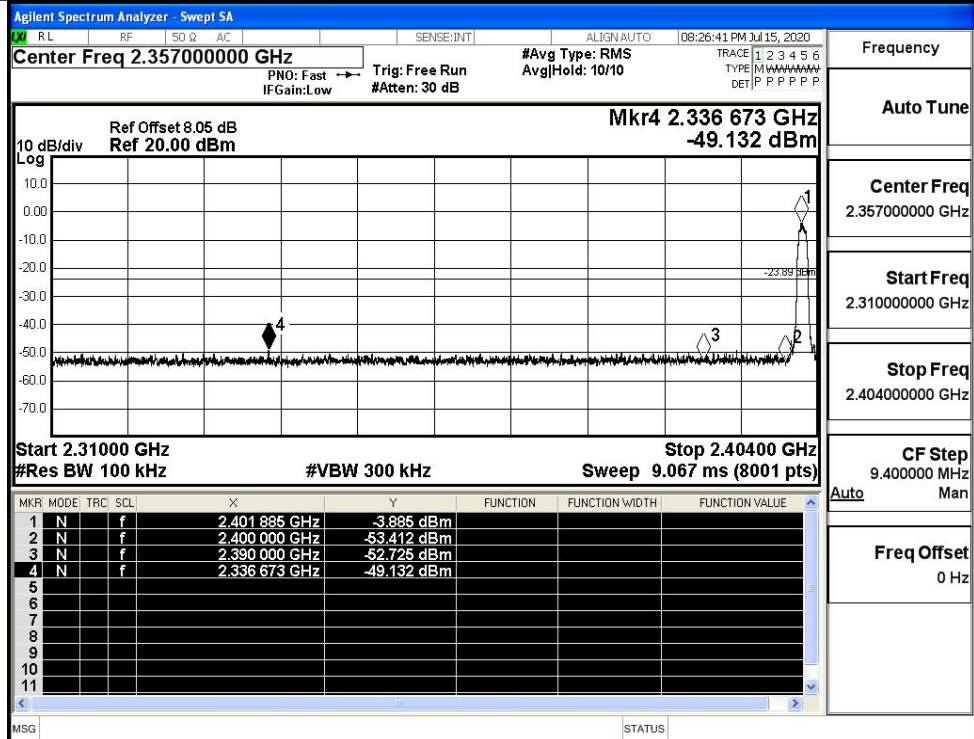 Agilent Spectrum Analyzer - Swept SA
LXI RL RF 50 Ω AC SENSE:INT ALIGN AUTO 08:26:41 PM Jul 15, 2020
Center Freq 2.357000000 GHz
PNO: Fast
IFGain:Low
Trig: Free Run
#Atten: 30 dB
#Avg Type: RMS
Avg|Hold: 10/10
TRACE 1 2 3 4 5 6
TYPE M W W W W W
DET P P P P P P
Mkr4 2.336 673 GHz
-49.132 dBm
Ref Offset 8.05 dB
10 dB/div Ref 20.00 dBm
Log
10.0
0.00
-10.0
-20.0
-30.0
-40.0
-50.0
-60.0
-70.0
1
-23.89 dBm
4
3
2
Start 2.31000 GHz Stop 2.40400 GHz
#Res BW 100 kHz #VBW 300 kHz Sweep 9.067 ms (8001 pts)
MKR MODE TRC SCL X Y FUNCTION FUNCTION WIDTH FUNCTION VALUE
1 N f 2.401 885 GHz -3.885 dBm
2 N f 2.400 000 GHz -53.412 dBm
3 N f 2.390 000 GHz -52.725 dBm
4 N f 2.336 673 GHz -49.132 dBm
5
6
7
8
9
10
11
MSG STATUS
Frequency
Auto Tune
Center Freq
2.357000000 GHz
Start Freq
2.310000000 GHz
Stop Freq
2.404000000 GHz
CF Step
9.400000 MHz
Auto Man
Freq Offset
0 Hz